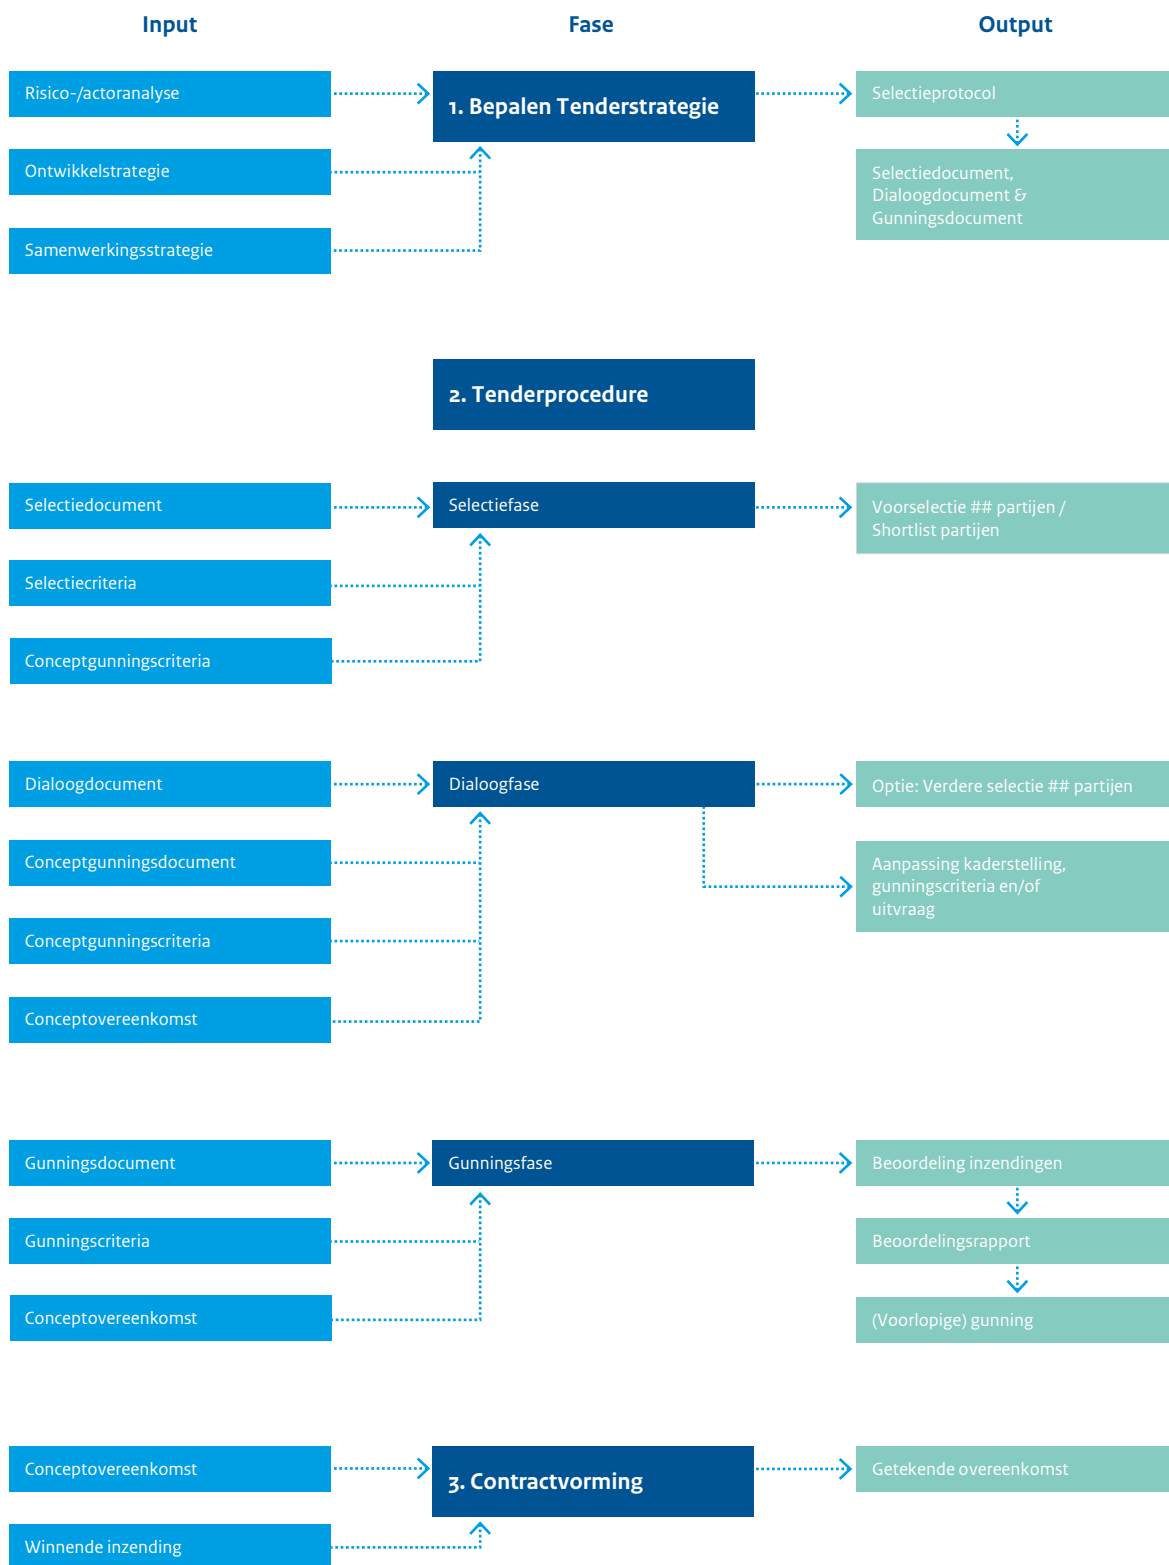 Input
Fase
Output
Risico-/actoranalyse
1. Bepalen Tenderstrategie
Selectieprotocol
Ontwikkelstrategie
Selectiedocument,
Dialoogdocument &
Gunningsdocument
Samenwerkingsstrategie
2. Tenderprocedure
Selectiedocument
Selectiefase
Voorselectie ## partijen /
Shortlist partijen
Selectiecriteria
Conceptgunningscriteria
Dialoogdocument
Dialoogfase
Optie: Verdere selectie ## partijen
Conceptgunningsdocument
Aanpassing kaderstelling,
gunningscriteria en/of
uitvraag
Conceptgunningscriteria
Conceptovereenkomst
Gunningsdocument
Gunningsfase
Beoordeling inzendingen
Gunningscriteria
Beoordelingsrapport
Conceptovereenkomst
(Voorlopige) gunning
Conceptovereenkomst
3. Contractvorming
Getekende overeenkomst
Winnende inzending